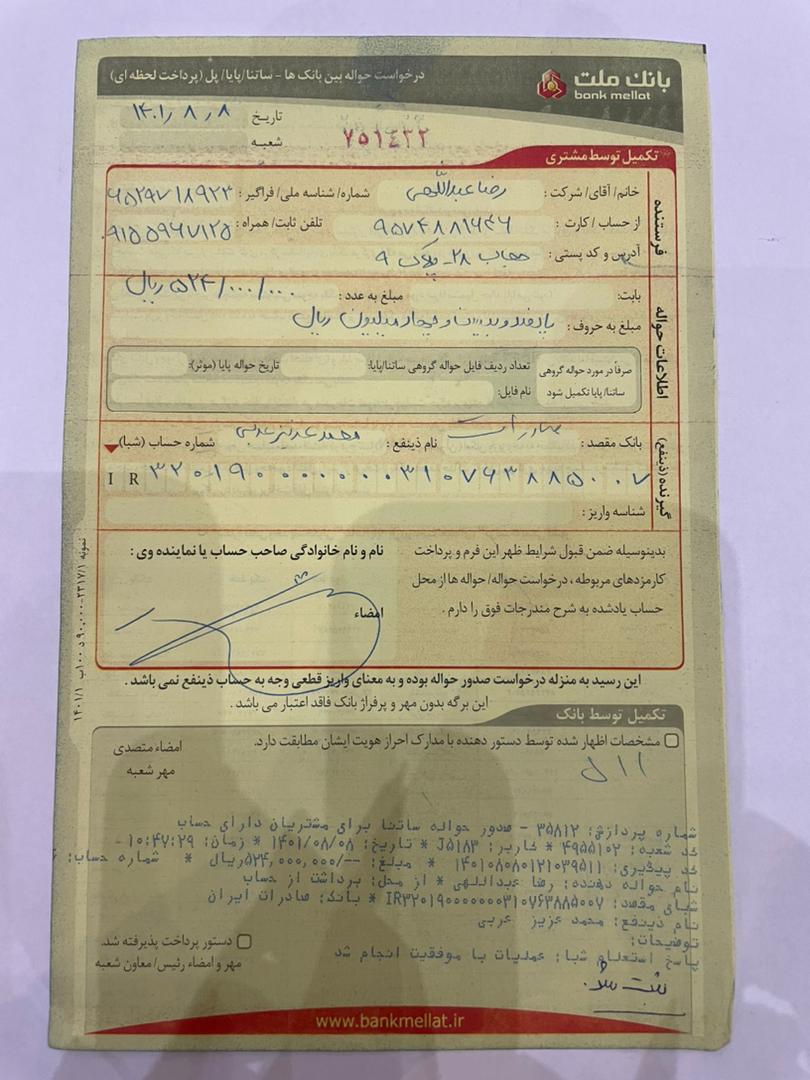 بانک ملت
bank mellat
درخواست حواله بین بانک ها - ساتنا/پایا/ پل (پرداخت لحظه ای)
تاریخ ۱۴۰۱٫ ۸ ٫ ۸
شعبه
۷۵۱۴۲۲
تکمیل توسط مشتری
فرستنده
خانم/ آقای/ شرکت : رضا عبداللهی شماره/ شناسه ملی/ فراگیر : ۶۵۲۹۷۱۸۹۲۳
از حساب / کارت : ۹۵۷۴۸۸۱۶۴۶ تلفن ثابت/ همراه : ۹۱۵۵۹۶۷۱۲۵
آدرس و کد پستی : ۲۸ - پلاک ۹
اطلاعات حواله
بابت: مبلغ به عدد : ۵۲۴/۰۰۰/۰۰۰ ریال
مبلغ به حروف : پانصد و بیست و چهار میلیون ریال
صرفاً در مورد حواله گروهی ساتنا/ پایا تکمیل شود
تعداد ردیف فایل حواله گروهی ساتنا/پایا: تاریخ حواله پایا (موثر):
نام فایل:
گیرنده (ذینفع)
بانک مقصد : صادرات نام ذینفع : محمد عزیز عربی شماره حساب (شبا)
IR ۳۲۰۱۹۰۰۰۰۰۰۰۰۳۱۰۷۶۳۸۸۵۰۰۷
شناسه واریز :
بدینوسیله ضمن قبول شرایط ظهر این فرم و پرداخت
کارمزدهای مربوطه ، درخواست حواله/ حواله ها از محل
حساب یادشده به شرح مندرجات فوق را دارم .
نام و نام خانوادگی صاحب حساب یا نماینده وی :
امضاء
این رسید به منزله درخواست صدور حواله بوده و به معنای واریز قطعی وجه به حساب ذینفع نمی باشد .
این برگه بدون مهر و پرفراژ بانک فاقد اعتبار می باشد .
نمونه ۲۳۱۷/۱-۹۰,۰۰۰ د ۱۰۰ب ۱۴۰۱/۱
تکمیل توسط بانک
مشخصات اظهار شده توسط دستور دهنده با مدارک احراز هویت ایشان مطابقت دارد.
امضاء متصدی
مهر شعبه
شماره پردازش: ۳۵۸۱۲ - صدور حواله ساتنا برای مشتریان دارای حساب
کد شعبه: ۴۹۵۵۱۰۲ * کاربر: J۵۱۸۳ * تاریخ: ۱۴۰۱/۰۸/۰۸ * زمان: ۱۰:۴۷:۲۹
کد پیگیری: ۱۴۰۱۰۸۰۸۰۱۲۱۰۳۹۵۱۱ * مبلغ: --/۵۲۴,۰۰۰,۰۰۰ریال * شماره حساب:
نام حواله دهنده: رضا عبداللهی * از محل: برداشت از حساب
شبای مقصد: IR۳۲۰۱۹۰۰۰۰۰۰۰۰۳۱۰۷۶۳۸۸۵۰۰۷ * بانک: صادرات ایران
نام ذینفع: محمد عزیز عربی
توضیحات:
پاسخ استعلام شبا: عملیات با موفقیت انجام شد
ثبت شد.
دستور پرداخت پذیرفته شد.
مهر و امضاء رئیس/ معاون شعبه
www.bankmellat.ir